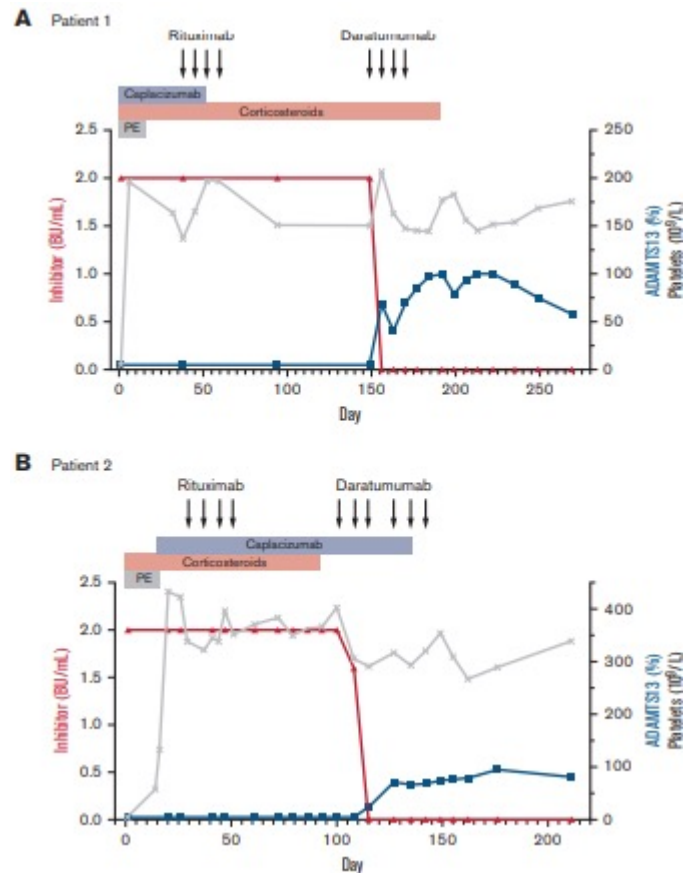 A Patient 1
Rituximab
Daratumumab
Caplacizumab
Corticosteroids
PE
2.5
2.0
1.5
1.0
0.5
0.0
Inhibitor (BU/mL)
250
200
150
100
50
0
ADAMTS13 (%)
Platelets (10⁹/L)
0 50 100 150 200 250
Day
B Patient 2
Rituximab
Daratumumab
Caplacizumab
Corticosteroids
PE
2.5
2.0
1.5
1.0
0.5
0.0
Inhibitor (BU/mL)
400
300
200
100
0
ADAMTS13 (%)
Platelets (10⁹/L)
0 50 100 150 200
Day